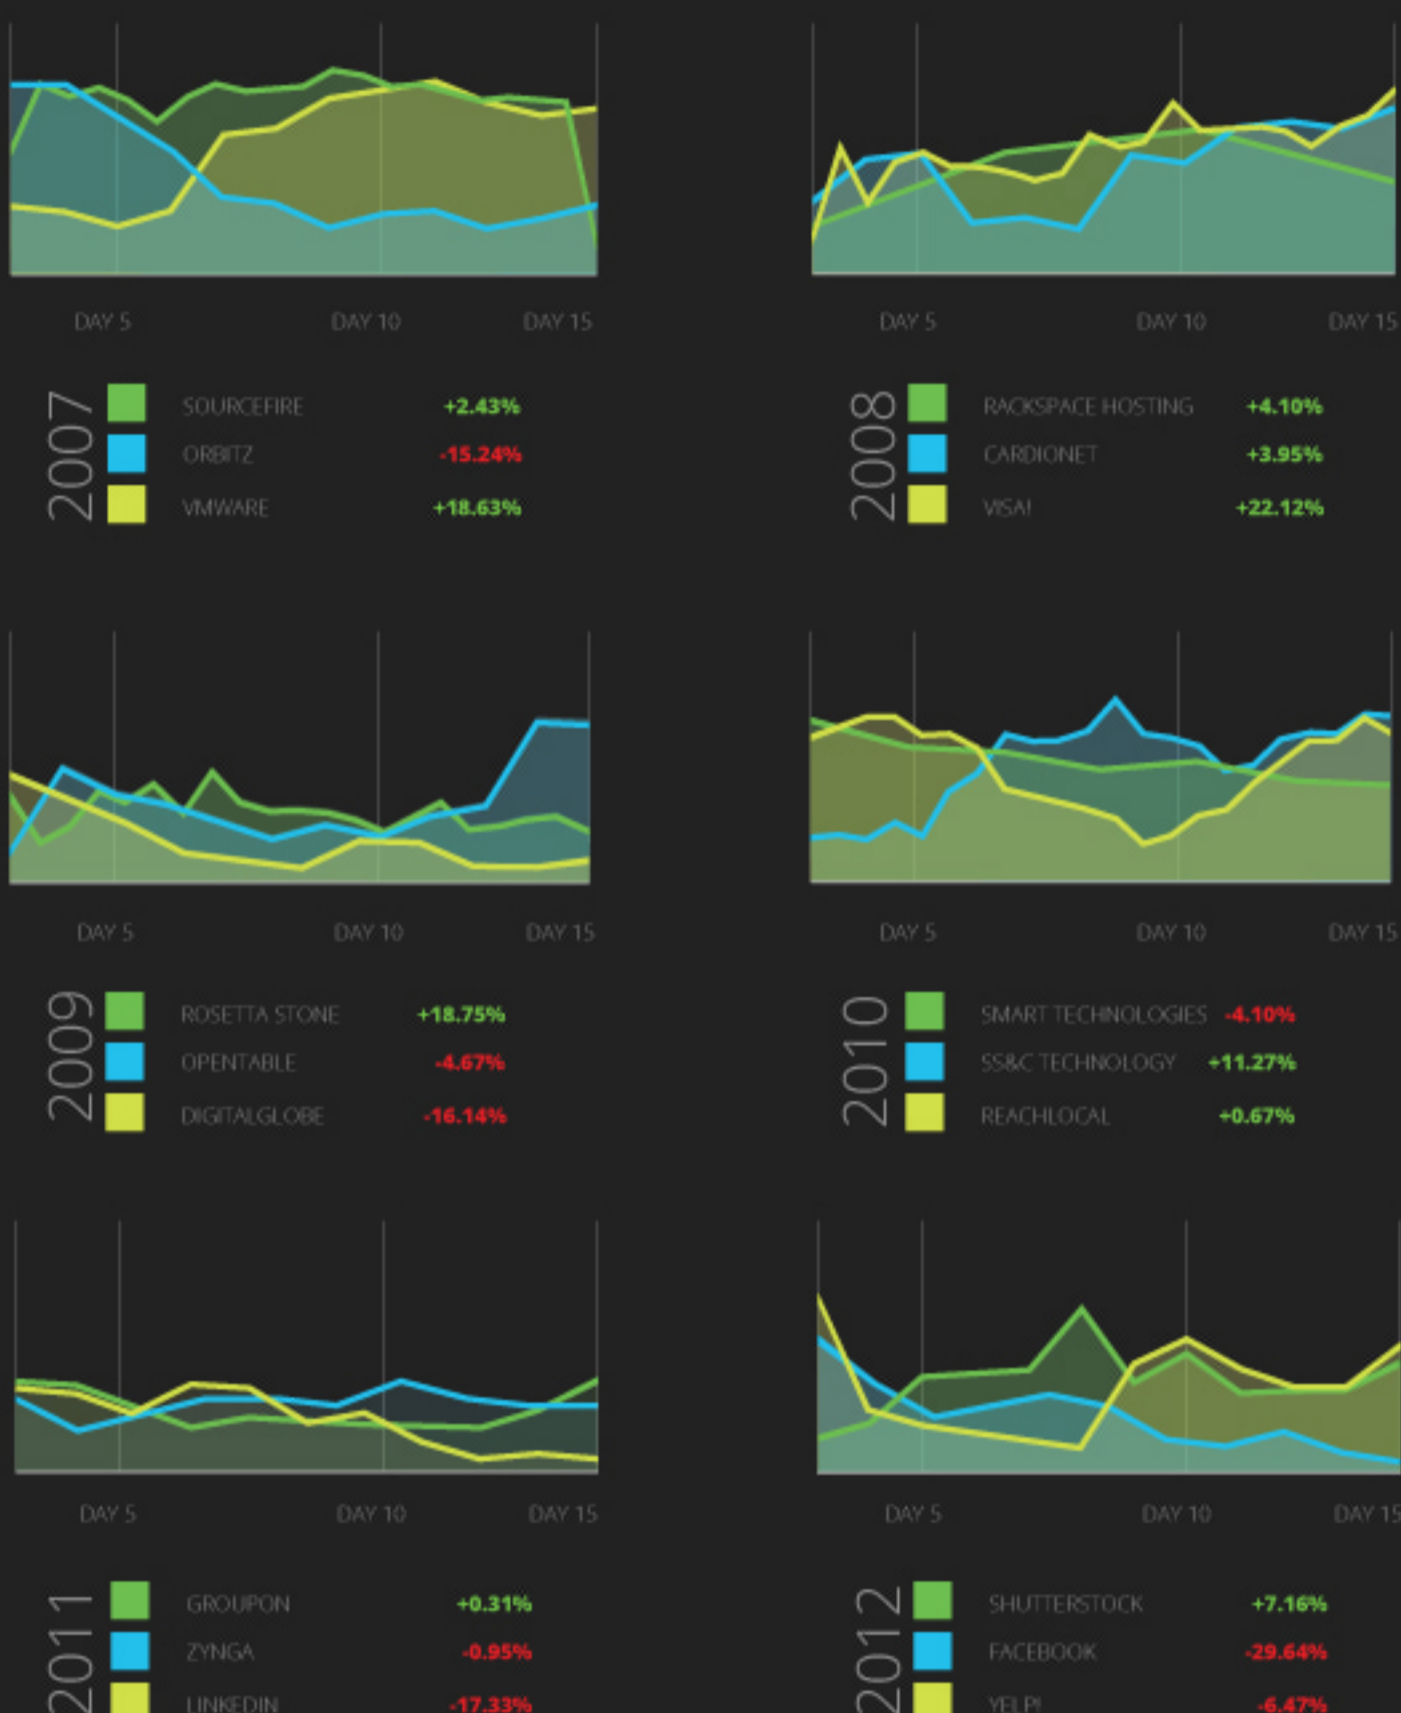 DAY 5 DAY 10 DAY 15
DAY 5 DAY 10 DAY 15
2007
SOURCEFIRE +2.43%
ORBITZ -15.24%
VMWARE +18.63%
2008
RACKSPACE HOSTING +4.10%
CARDIONET +3.95%
VISA! +22.12%
DAY 5 DAY 10 DAY 15
DAY 5 DAY 10 DAY 15
2009
ROSETTA STONE +18.75%
OPENTABLE -4.67%
DIGITALGLOBE -16.14%
2010
SMART TECHNOLOGIES -4.10%
SS&C TECHNOLOGY +11.27%
REACHLOCAL +0.67%
DAY 5 DAY 10 DAY 15
DAY 5 DAY 10 DAY 15
2011
GROUPON +0.31%
ZYNGA -0.95%
LINKEDIN -17.33%
2012
SHUTTERSTOCK +7.16%
FACEBOOK -29.64%
YELP! -6.47%